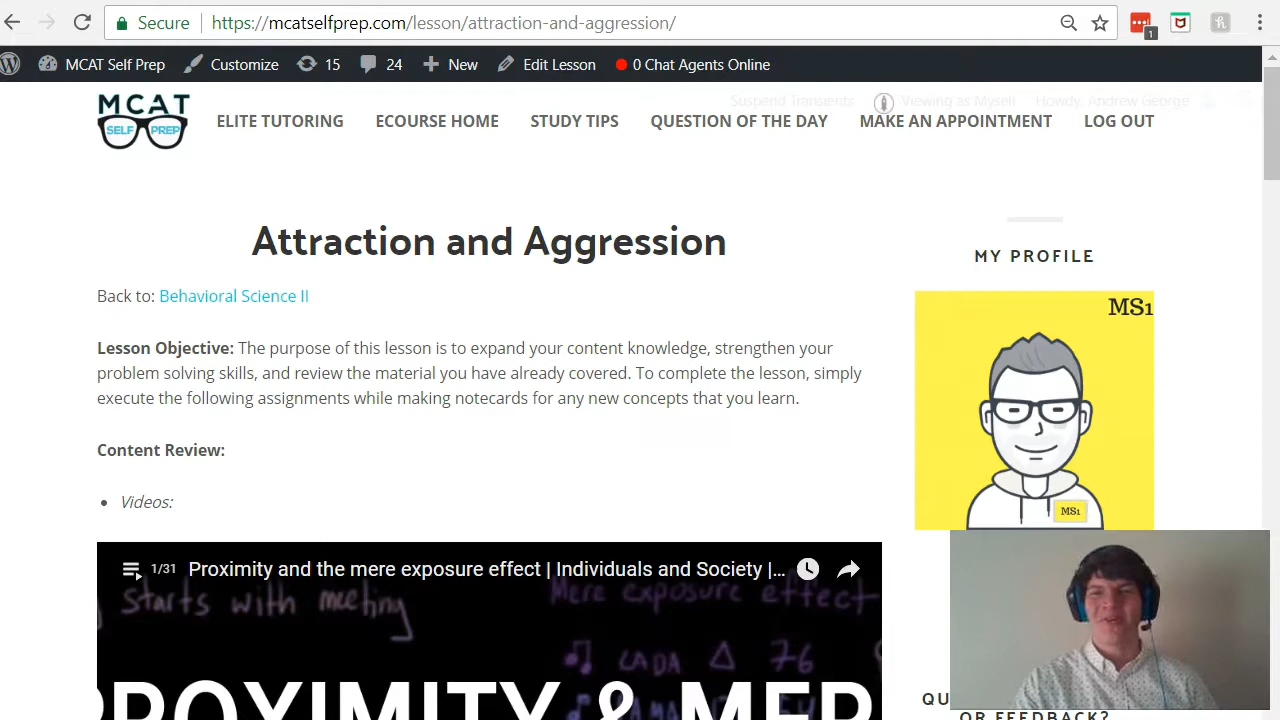 Secure https://mcatselfprep.com/lesson/attraction-and-aggression/
1
MCAT Self Prep Customize 15 24 New Edit Lesson 0 Chat Agents Online
Suspend Transients Viewing as Myself Howdy, Andrew George
MCAT
SELF PREP
ELITE TUTORING ECOURSE HOME STUDY TIPS QUESTION OF THE DAY MAKE AN APPOINTMENT LOG OUT
Attraction and Aggression
Back to: Behavioral Science II
Lesson Objective: The purpose of this lesson is to expand your content knowledge, strengthen your
problem solving skills, and review the material you have already covered. To complete the lesson, simply
execute the following assignments while making notecards for any new concepts that you learn.
Content Review:
• Videos:
1/31 Proximity and the mere exposure effect | Individuals and Society |...
Starts with meeting
Mere exposure effect
LADA Δ 76
PROXIMITY & MER
MY PROFILE
MS1
MS1
QU
OR FEEDBACK?